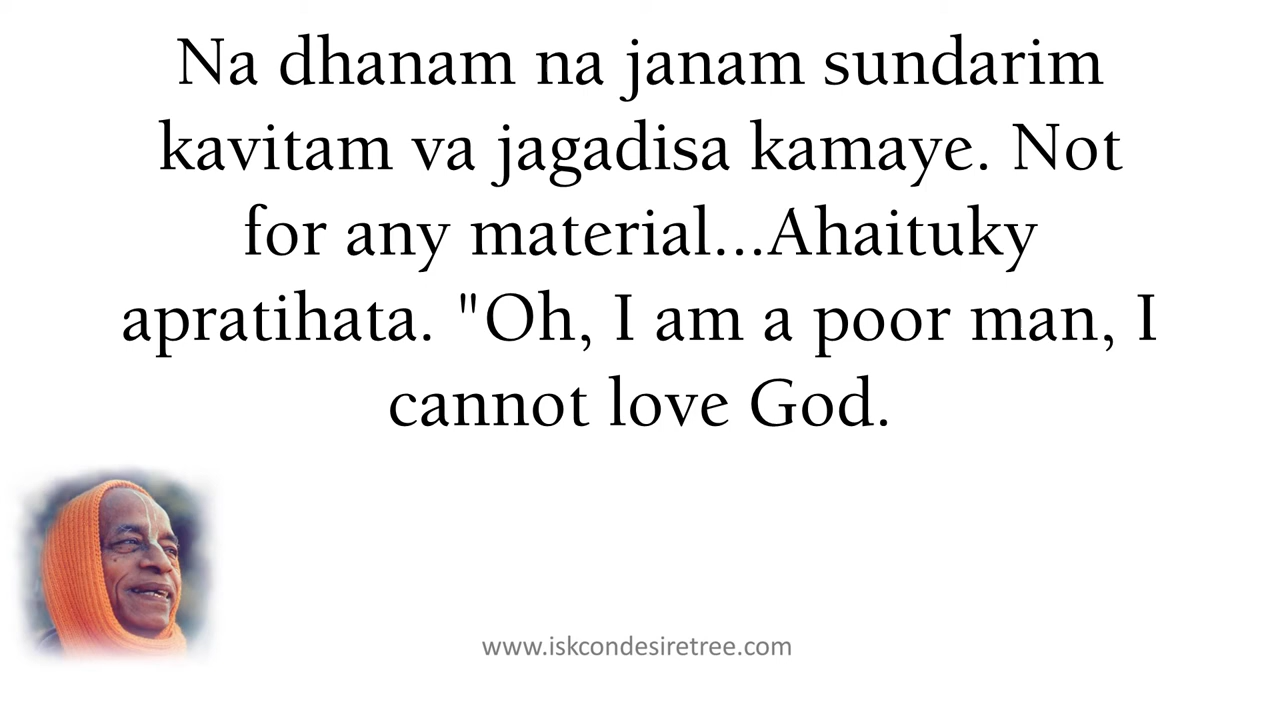 Na dhanam na janam sundarim
kavitam va jagadisa kamaye. Not
for any material...Ahaituky
apratihata. "Oh, I am a poor man, I
cannot love God.
www.iskcondesiretree.com